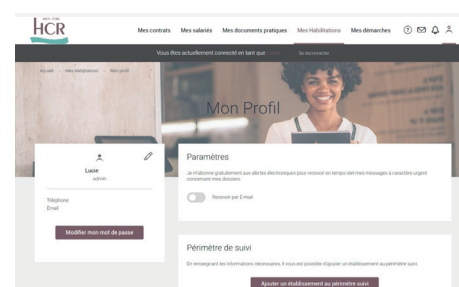 HCR
Mes contrats Mes salariés Mes documents pratiques Mes Habilitations Mes démarches
Vous êtes actuellement connecté en tant que Lucie Se déconnecter
Accueil Mes Habilitations Mon profil
Mon Profil
Lucie
admin
Téléphone
Email
Modifier mon mot de passe
Paramètres
Je m'abonne gratuitement aux alertes électroniques pour recevoir en temps réel mes messages à caractère urgent
concernant mes dossiers.
Recevoir par E-mail
Périmètre de suivi
En renseignant les informations nécessaires, il vous est possible d'ajouter un établissement au périmètre suivi.
Ajouter un établissement au périmètre suivi